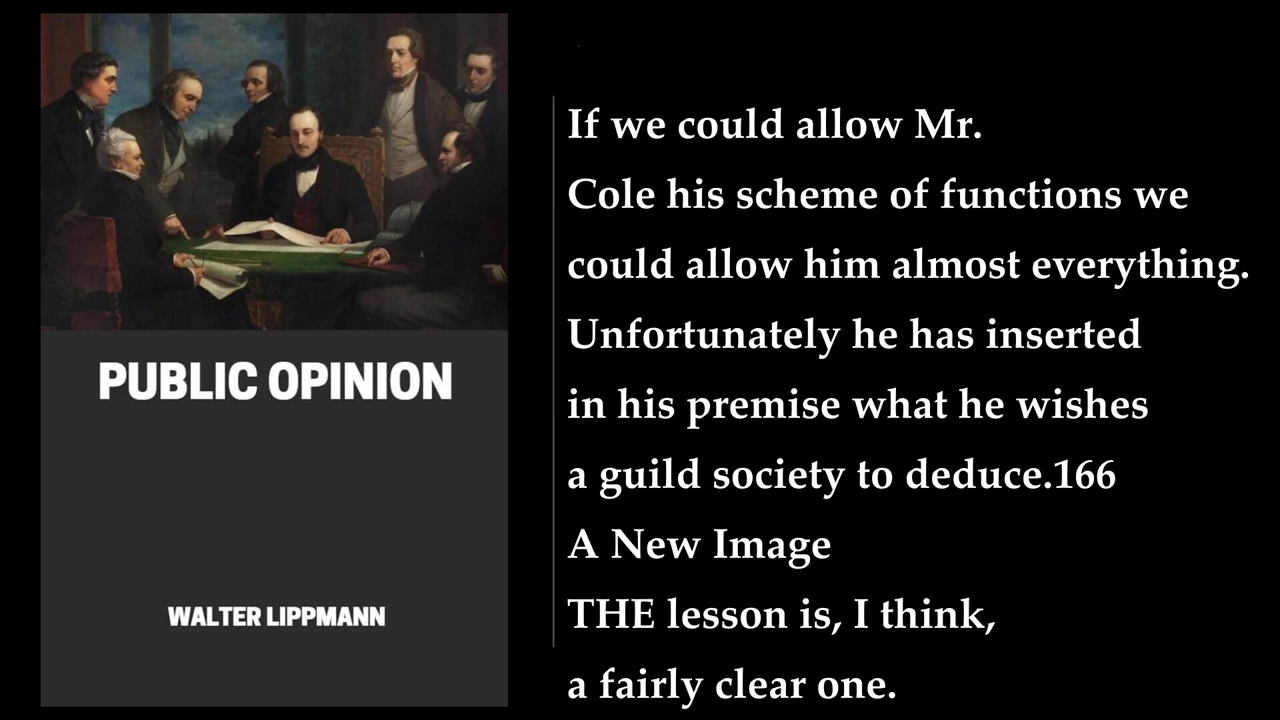 PUBLIC OPINION
WALTER LIPPMANN
If we could allow Mr.
Cole his scheme of functions we
could allow him almost everything.
Unfortunately he has inserted
in his premise what he wishes
a guild society to deduce.166
A New Image
THE lesson is, I think,
a fairly clear one.